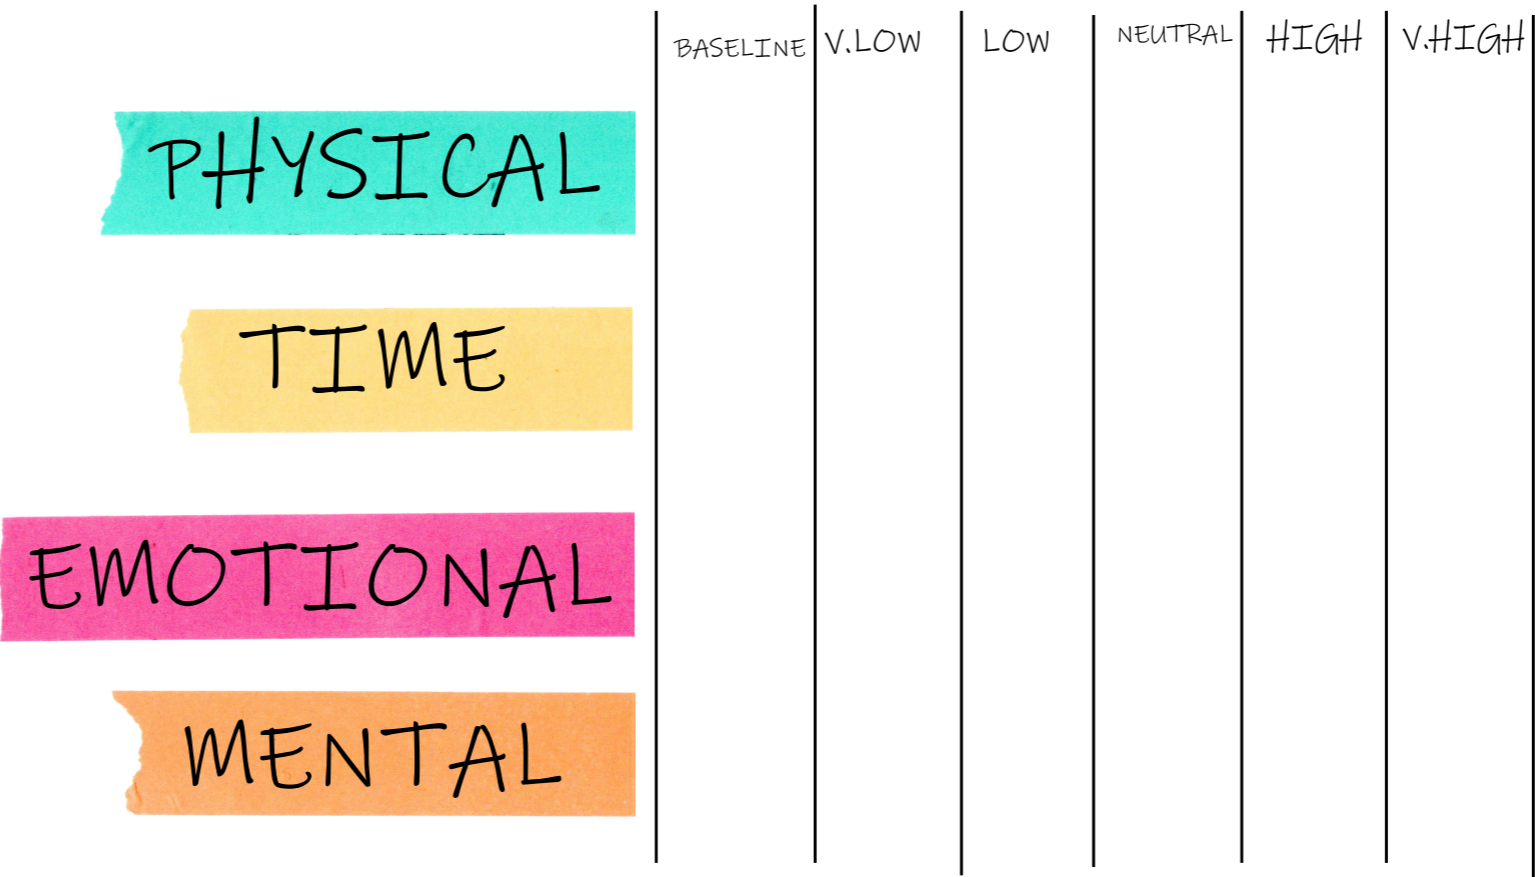 BASELINE V.LOW LOW NEUTRAL HIGH V.HIGH
PHYSICAL
TIME
EMOTIONAL
MENTAL